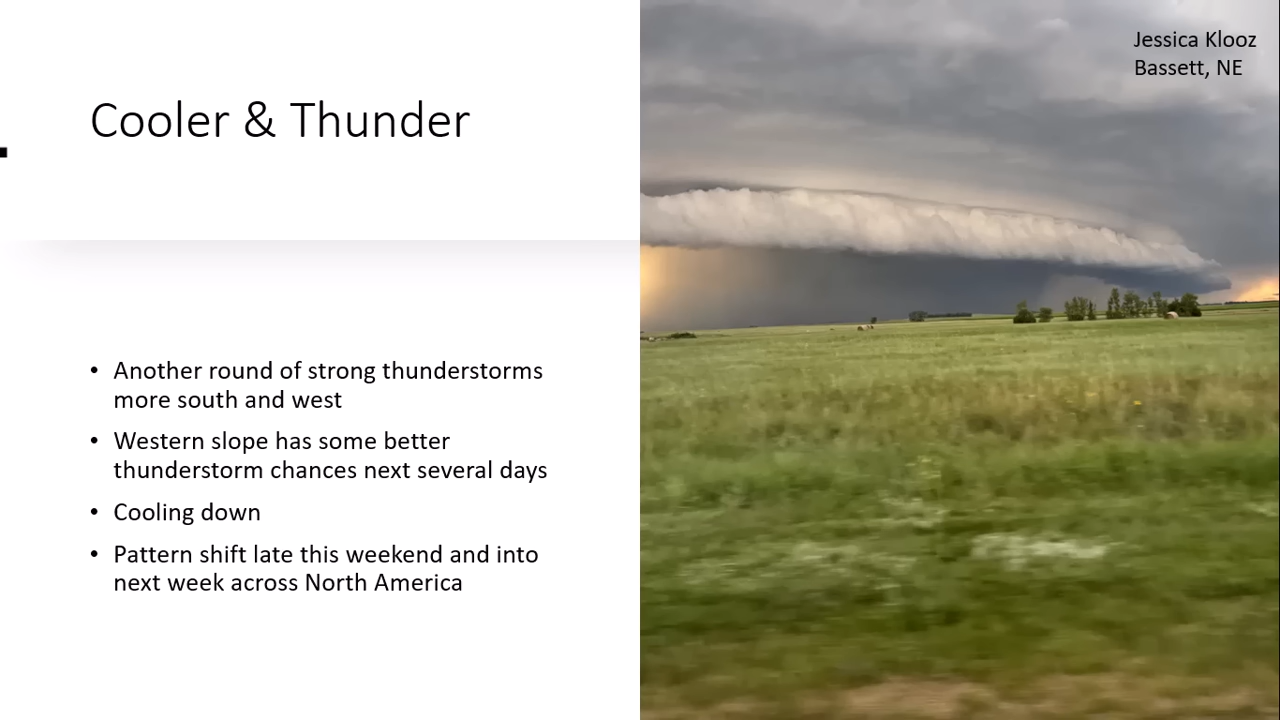 Jessica Klooz
Bassett, NE
Cooler & Thunder
• Another round of strong thunderstorms
more south and west
• Western slope has some better
thunderstorm chances next several days
• Cooling down
• Pattern shift late this weekend and into
next week across North America